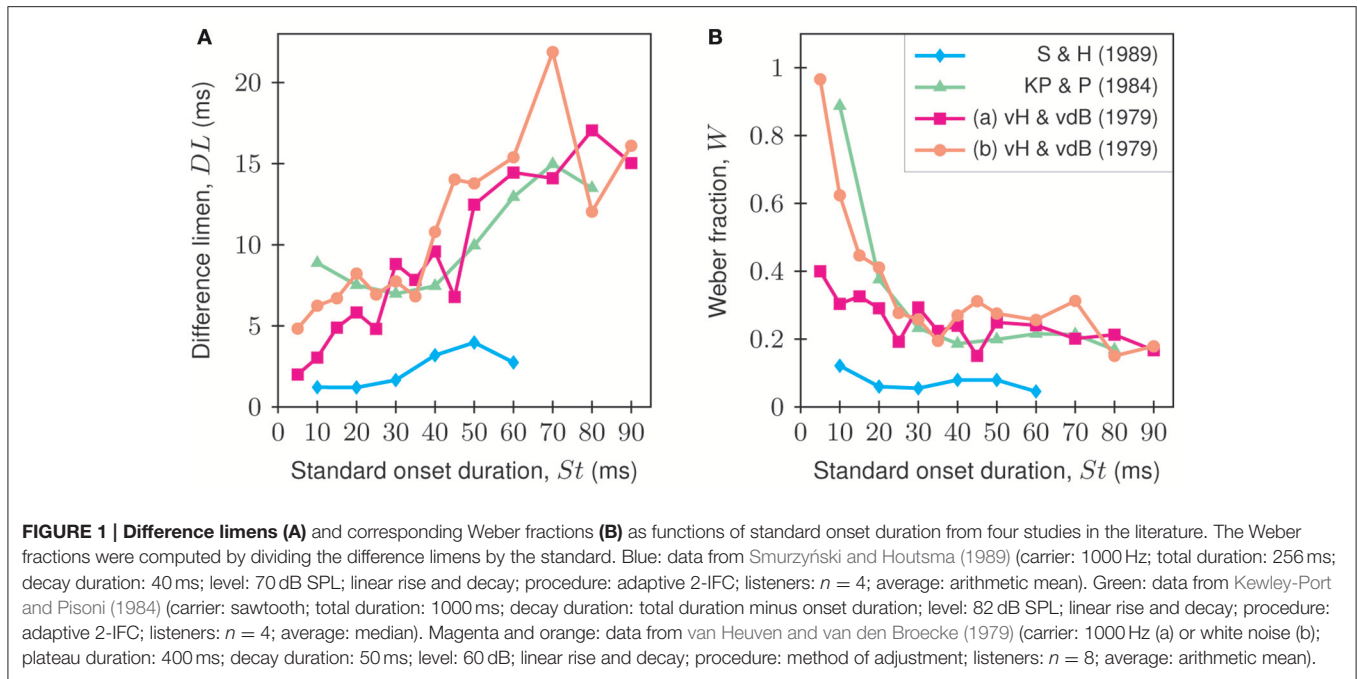 A
20
15
10
5
0
Difference limen, DL (ms)
0 10 20 30 40 50 60 70 80 90
Standard onset duration, St (ms)
B
S & H (1989)
KP & P (1984)
(a) vH & vdB (1979)
(b) vH & vdB (1979)
1
0.8
0.6
0.4
0.2
0
Weber fraction, W
0 10 20 30 40 50 60 70 80 90
Standard onset duration, St (ms)
FIGURE 1 | Difference limens (A) and corresponding Weber fractions (B) as functions of standard onset duration from four studies in the literature. The Weber
fractions were computed by dividing the difference limens by the standard. Blue: data from Smurzyński and Houtsma (1989) (carrier: 1000 Hz; total duration: 256 ms;
decay duration: 40 ms; level: 70 dB SPL; linear rise and decay; procedure: adaptive 2-IFC; listeners: n = 4; average: arithmetic mean). Green: data from Kewley-Port
and Pisoni (1984) (carrier: sawtooth; total duration: 1000 ms; decay duration: total duration minus onset duration; level: 82 dB SPL; linear rise and decay; procedure:
adaptive 2-IFC; listeners: n = 4; average: median). Magenta and orange: data from van Heuven and van den Broecke (1979) (carrier: 1000 Hz (a) or white noise (b);
plateau duration: 400 ms; decay duration: 50 ms; level: 60 dB; linear rise and decay; procedure: method of adjustment; listeners: n = 8; average: arithmetic mean).